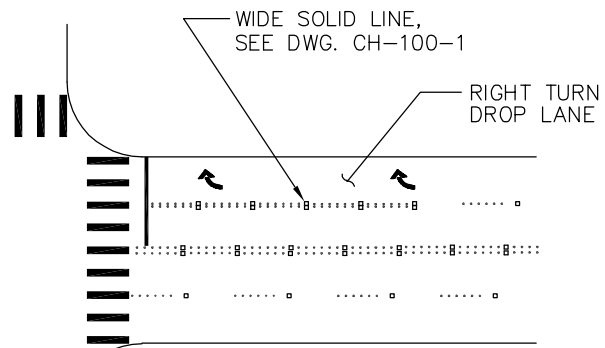 WIDE SOLID LINE,
SEE DWG. CH-100-1
RIGHT TURN
DROP LANE